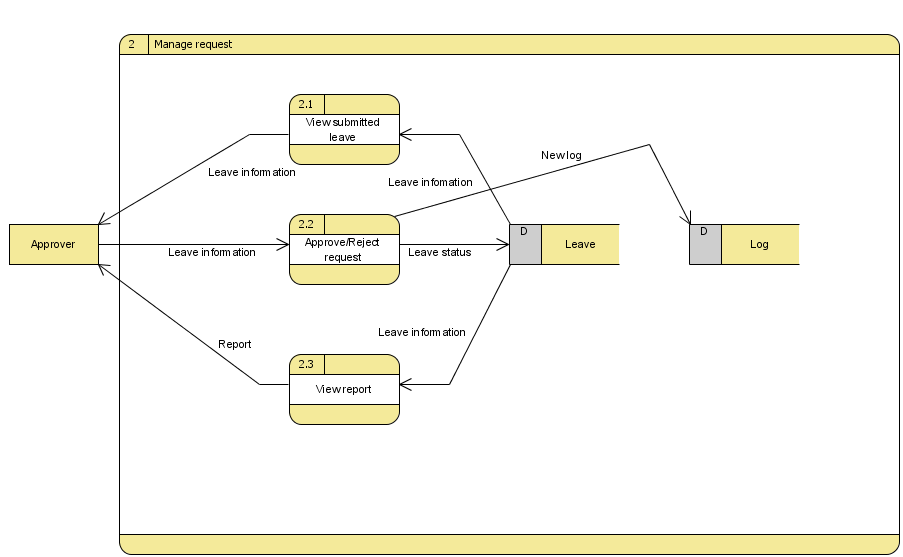 2 Manage request
2.1
View submitted
leave
New log
Leave information
Leave infomation
2.2
D
D
Approver
Approve/Reject
request
Leave
Log
Leave information
Leave status
Leave information
Report
2.3
View report